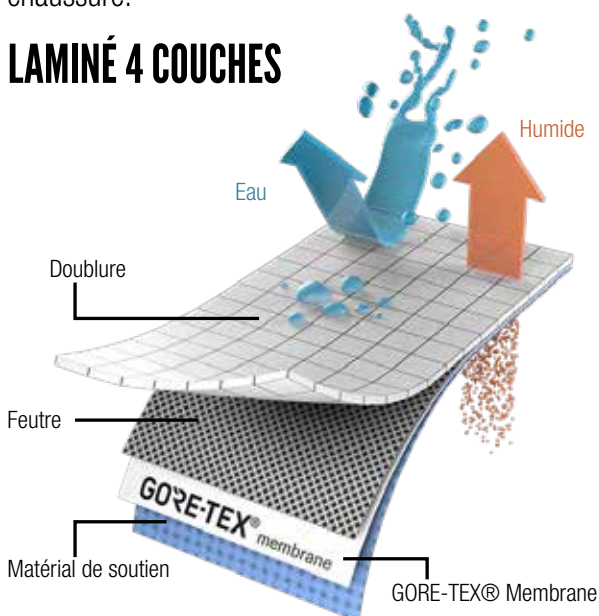 chaussure.
LAMINÉ 4 COUCHES
Humide
Eau
Doublure
Feutre
GORE-TEX®
membrane
Matérial de soutien
GORE-TEX® Membrane